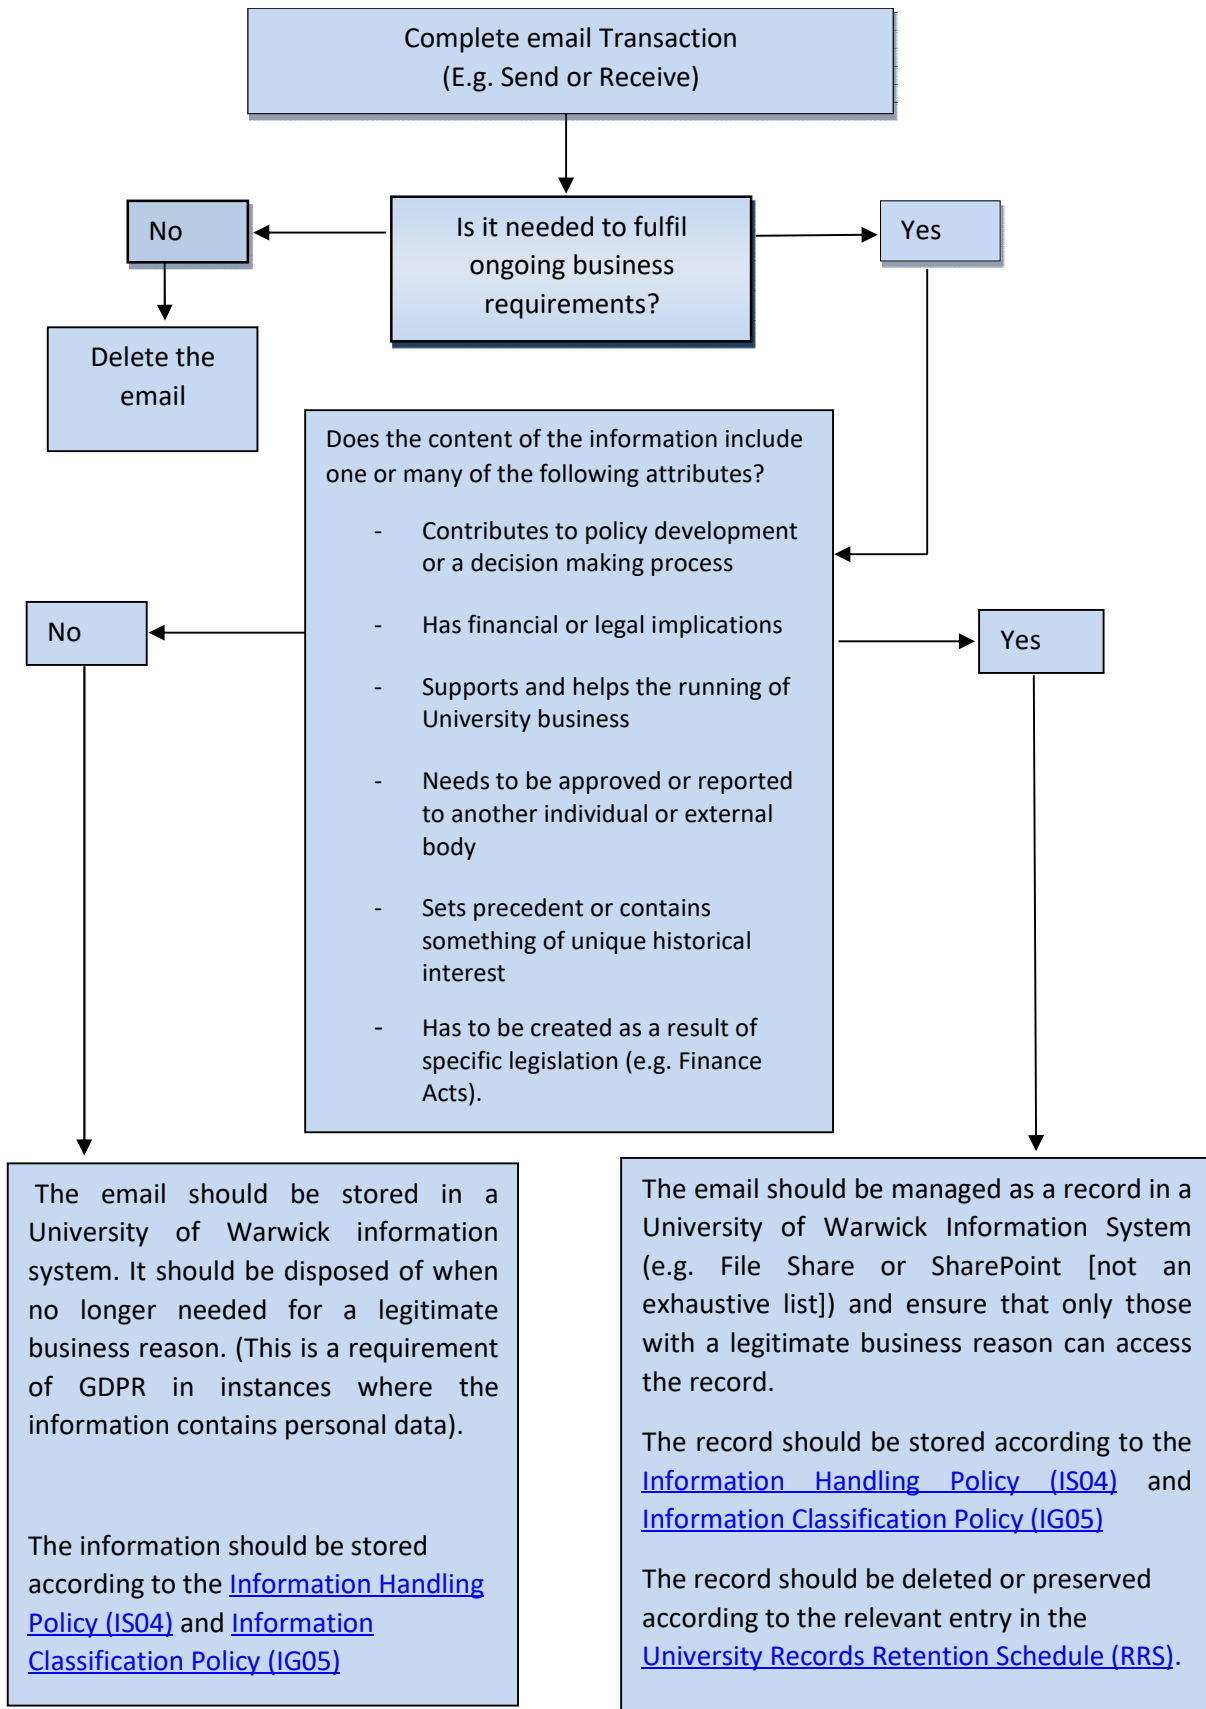 Complete email Transaction
(E.g. Send or Receive)
No
Is it needed to fulfil
ongoing business
requirements?
Yes
Delete the
email
Does the content of the information include
one or many of the following attributes?
- Contributes to policy development
or a decision making process
- Has financial or legal implications
- Supports and helps the running of
University business
- Needs to be approved or reported
to another individual or external
body
- Sets precedent or contains
something of unique historical
interest
- Has to be created as a result of
specific legislation (e.g. Finance
Acts).
No
Yes
The email should be stored in a
University of Warwick information
system. It should be disposed of when
no longer needed for a legitimate
business reason. (This is a requirement
of GDPR in instances where the
information contains personal data).
The information should be stored
according to the Information Handling
Policy (IS04) and Information
Classification Policy (IG05)
The email should be managed as a record in a
University of Warwick Information System
(e.g. File Share or SharePoint [not an
exhaustive list]) and ensure that only those
with a legitimate business reason can access
the record.
The record should be stored according to the
Information Handling Policy (IS04) and
Information Classification Policy (IG05)
The record should be deleted or preserved
according to the relevant entry in the
University Records Retention Schedule (RRS).